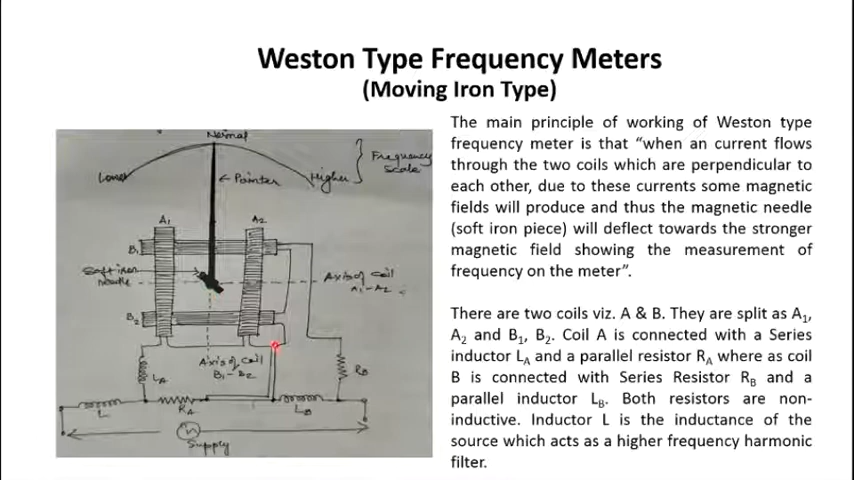 Weston Type Frequency Meters
(Moving Iron Type)
Normal
Lower
← Pointer
Higher
Frequency
Scale
A1
A2
B1
Soft iron
needle
Axis of coil
A1-A2
B2
Axis of coil
B1-B2
LA
RB
L
RA
LB
Supply
The main principle of working of Weston type
frequency meter is that “when an current flows
through the two coils which are perpendicular to
each other, due to these currents some magnetic
fields will produce and thus the magnetic needle
(soft iron piece) will deflect towards the stronger
magnetic field showing the measurement of
frequency on the meter”.
There are two coils viz. A & B. They are split as A1,
A2 and B1, B2. Coil A is connected with a Series
inductor LA and a parallel resistor RA where as coil
B is connected with Series Resistor RB and a
parallel inductor LB. Both resistors are non-
inductive. Inductor L is the inductance of the
source which acts as a higher frequency harmonic
filter.